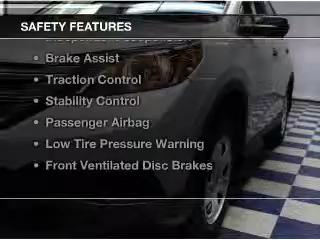 SAFETY FEATURES
• Brake Assist
• Traction Control
• Stability Control
• Passenger Airbag
• Low Tire Pressure Warning
• Front Ventilated Disc Brakes